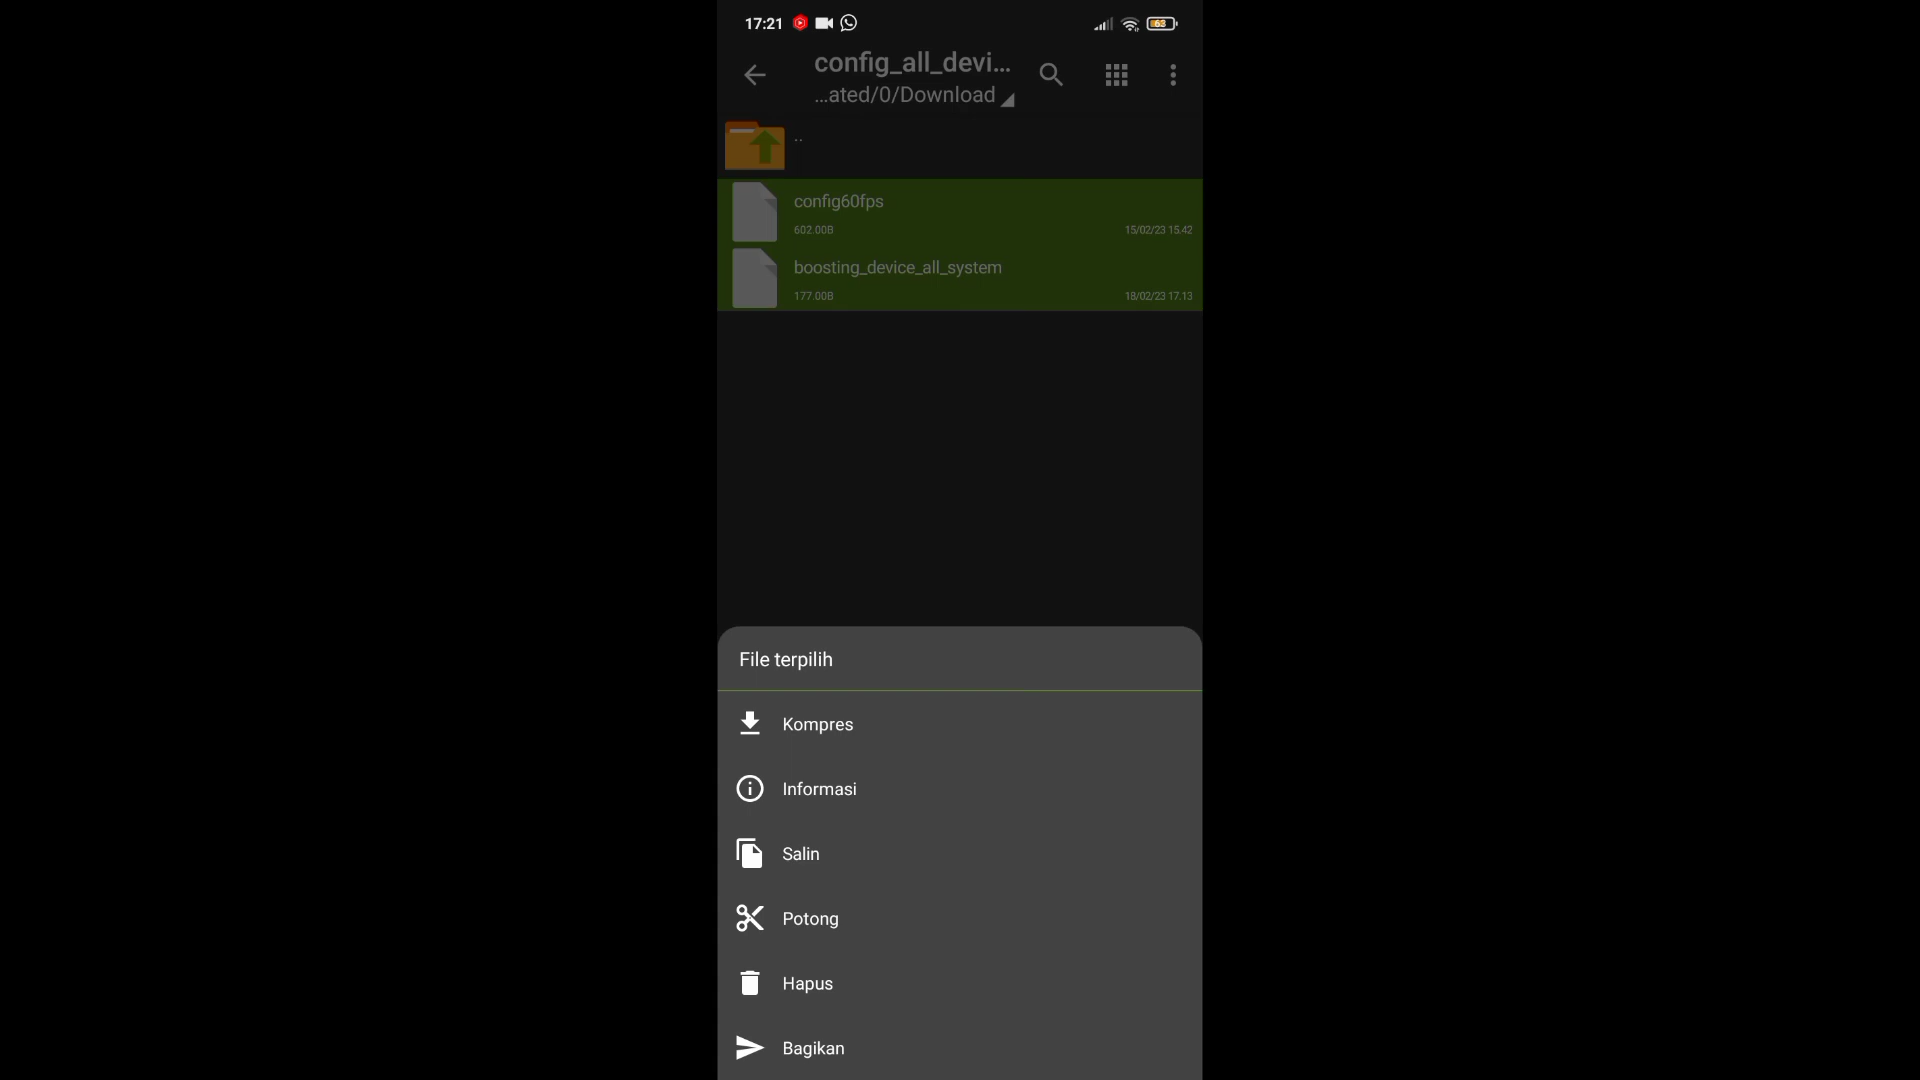 17:21
63
config_all_devi...
...ated/0/Download
..
config60fps
602.00B
15/02/23 15.42
boosting_device_all_system
177.00B
18/02/23 17.13
File terpilih
Kompres
Informasi
Salin
Potong
Hapus
Bagikan